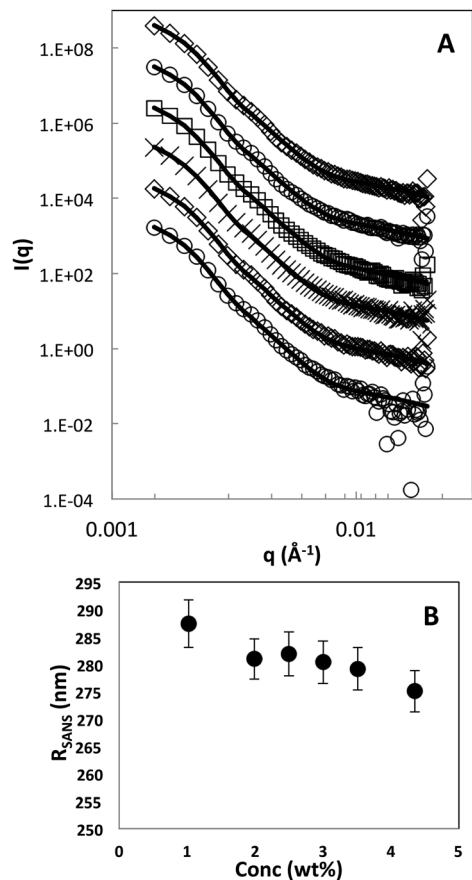 A
1.E+08
1.E+06
1.E+04
1.E+02
1.E+00
1.E-02
1.E-04
I(q)
0.001 0.01
q (Å-1)
B
295
290
285
280
275
270
265
260
255
250
RSANS (nm)
0 1 2 3 4 5
Conc (wt%)